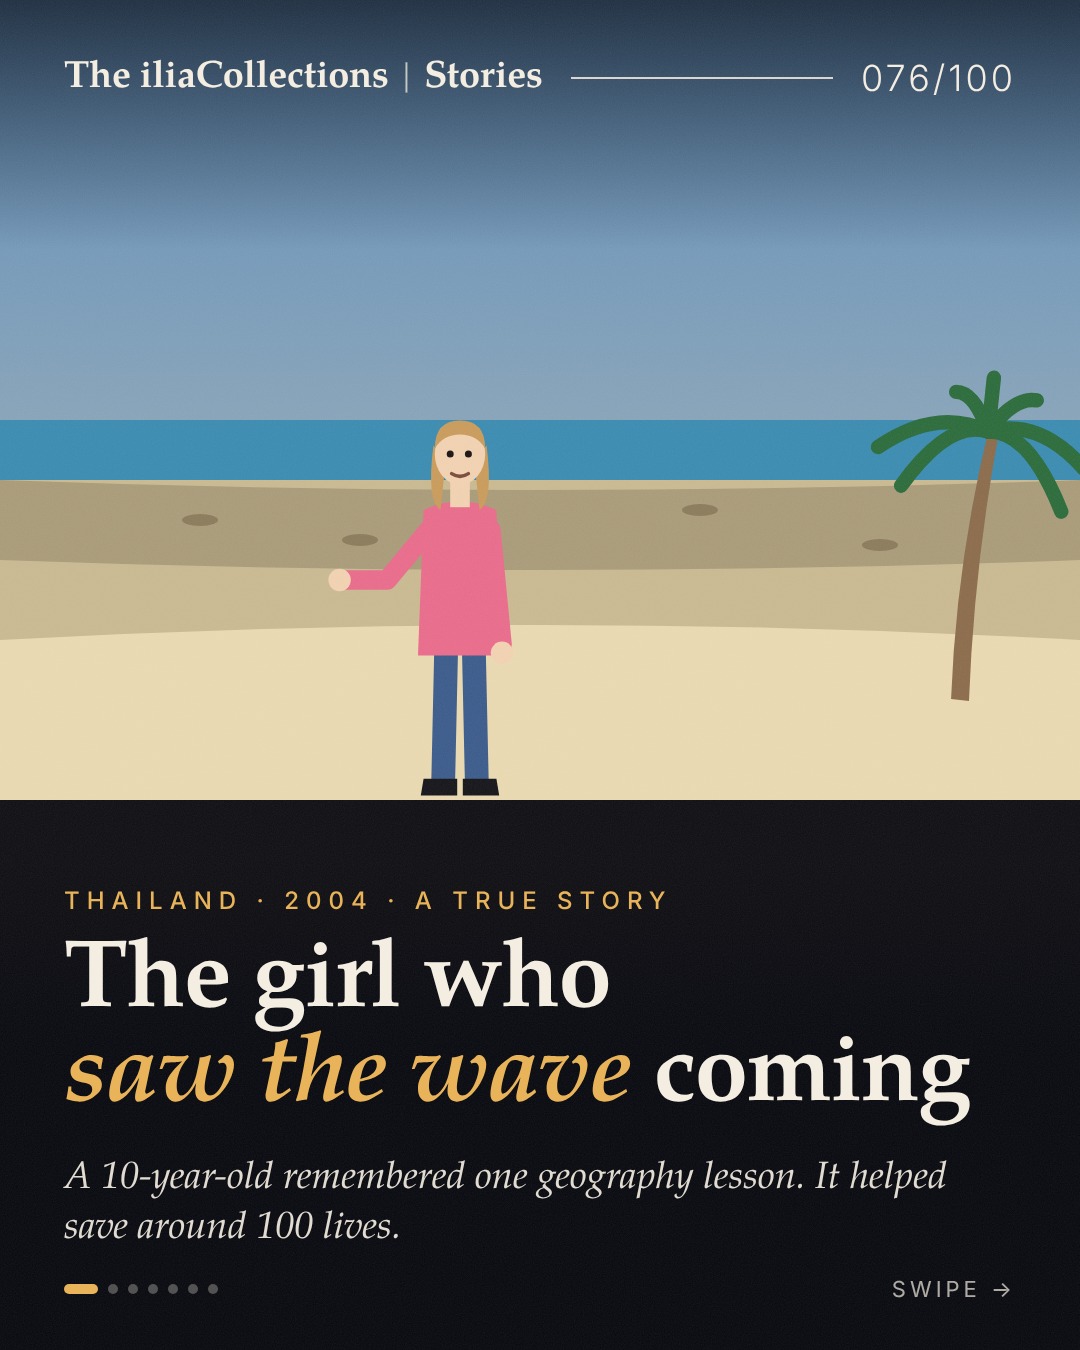 The iliaCollections | Stories 076/100
THAILAND · 2004 · A TRUE STORY
The girl who
saw the wave coming
A 10-year-old remembered one geography lesson. It helped
save around 100 lives.
SWIPE →